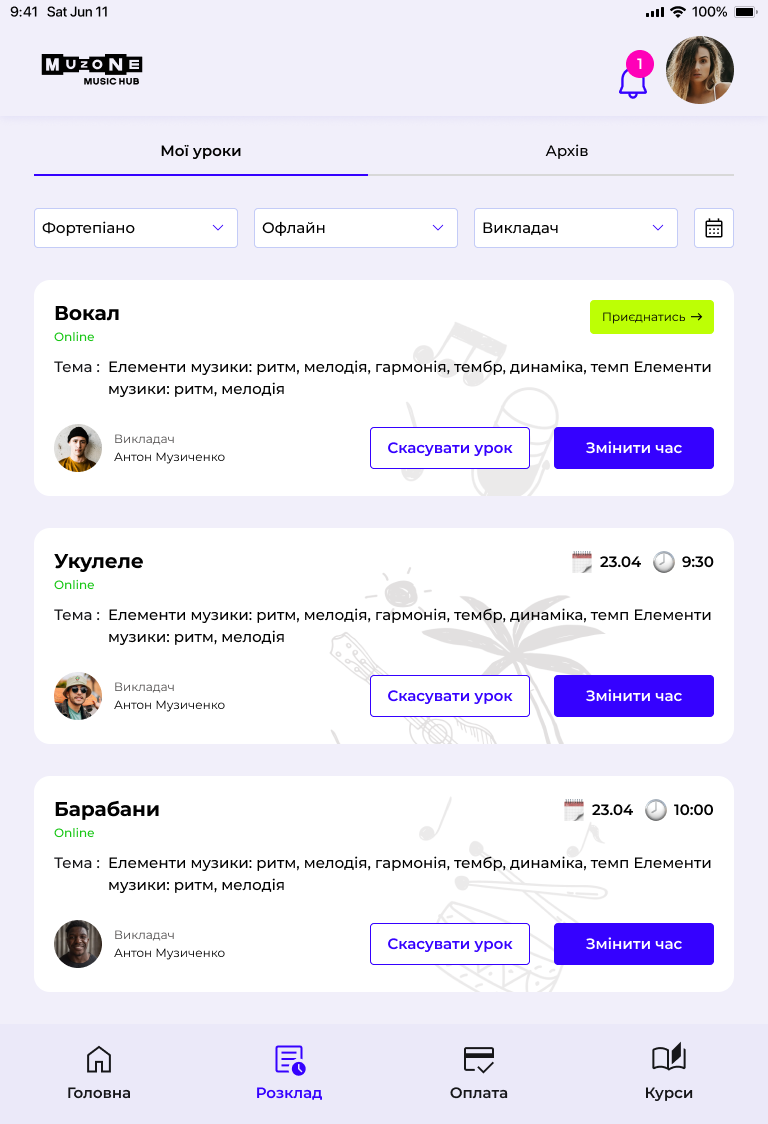 9:41 Sat Jun 11 100%
MUZONE
MUSIC HUB
1
Мої уроки Архів
Фортепіано Офлайн Викладач
Вокал Приєднатись →
Online
Тема : Елементи музики: ритм, мелодія, гармонія, тембр, динаміка, темп Елементи
музики: ритм, мелодія
Викладач
Антон Музиченко
Скасувати урок Змінити час
Укулеле 23.04 9:30
Online
Тема : Елементи музики: ритм, мелодія, гармонія, тембр, динаміка, темп Елементи
музики: ритм, мелодія
Викладач
Антон Музиченко
Скасувати урок Змінити час
Барабани 23.04 10:00
Online
Тема : Елементи музики: ритм, мелодія, гармонія, тембр, динаміка, темп Елементи
музики: ритм, мелодія
Викладач
Антон Музиченко
Скасувати урок Змінити час
Головна Розклад Оплата Курси